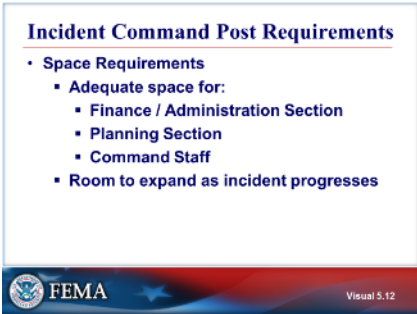 Incident Command Post Requirements
• Space Requirements
▪ Adequate space for:
▪ Finance / Administration Section
▪ Planning Section
▪ Command Staff
▪ Room to expand as incident progresses
FEMA
Visual 5.12